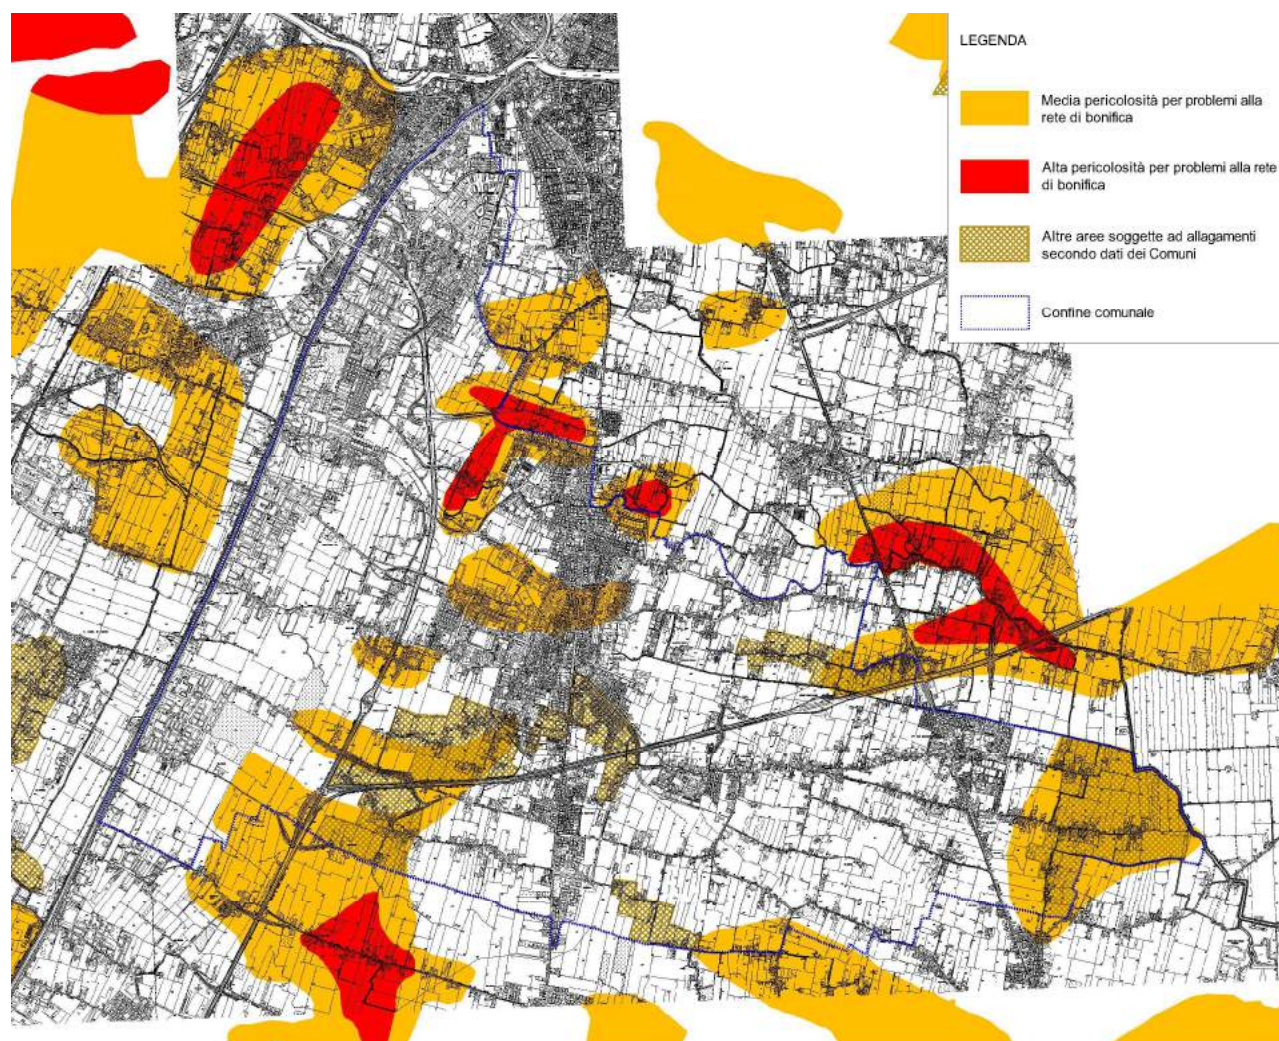 LEGENDA
Media pericolosità per problemi alla
rete di bonifica
Alta pericolosità per problemi alla rete
di bonifica
Altre aree soggette ad allagamenti
secondo dati dei Comuni
Confine comunale